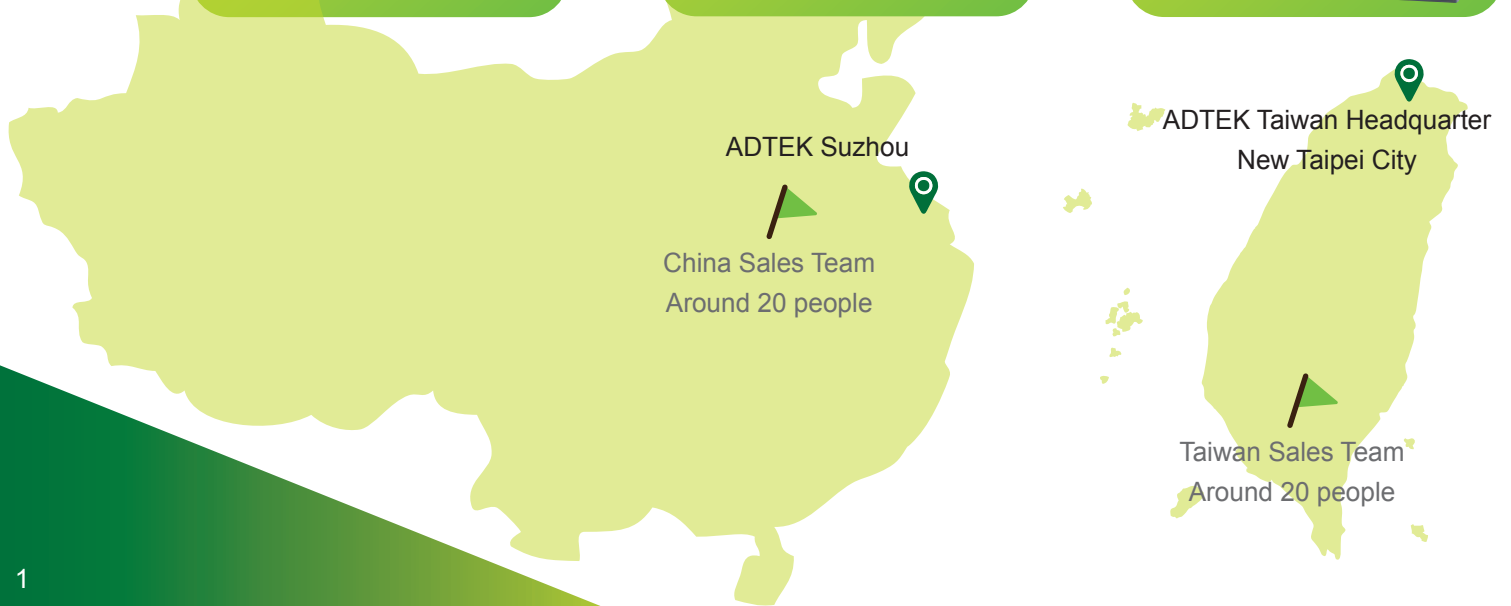 ADTEK Suzhou
China Sales Team
Around 20 people
ADTEK Taiwan Headquarter
New Taipei City
Taiwan Sales Team
Around 20 people
1